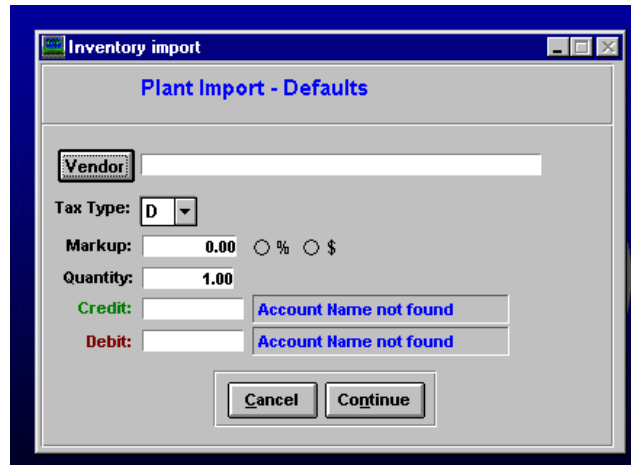 Inventory import
Plant Import - Defaults
Vendor
Tax Type: D
Markup: 0.00 % $
Quantity: 1.00
Credit: Account Name not found
Debit: Account Name not found
Cancel Continue